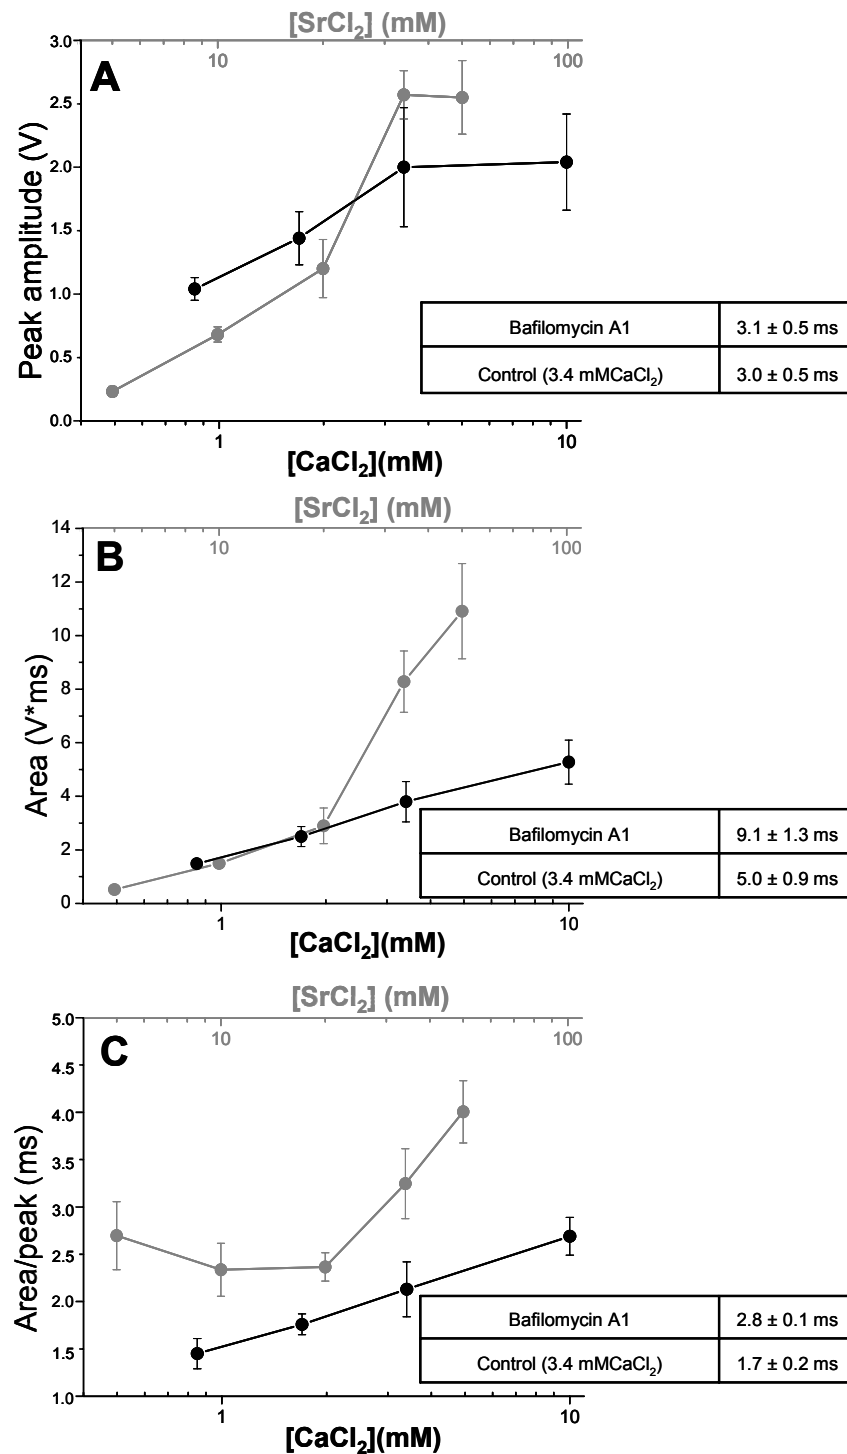 [SrCl₂] (mM)
10 100
A
3.0
2.5
2.0
1.5
1.0
0.5
0.0
Peak amplitude (V)
Bafilomycin A1 3.1 ± 0.5 ms
Control (3.4 mMCaCl₂) 3.0 ± 0.5 ms
1 10
[CaCl₂](mM)
[SrCl₂] (mM)
10 100
B
14
12
10
8
6
4
2
0
Area (V*ms)
Bafilomycin A1 9.1 ± 1.3 ms
Control (3.4 mMCaCl₂) 5.0 ± 0.9 ms
1 10
[CaCl₂](mM)
[SrCl₂] (mM)
10 100
C
5.0
4.5
4.0
3.5
3.0
2.5
2.0
1.5
1.0
Area/peak (ms)
Bafilomycin A1 2.8 ± 0.1 ms
Control (3.4 mMCaCl₂) 1.7 ± 0.2 ms
1 10
[CaCl₂](mM)